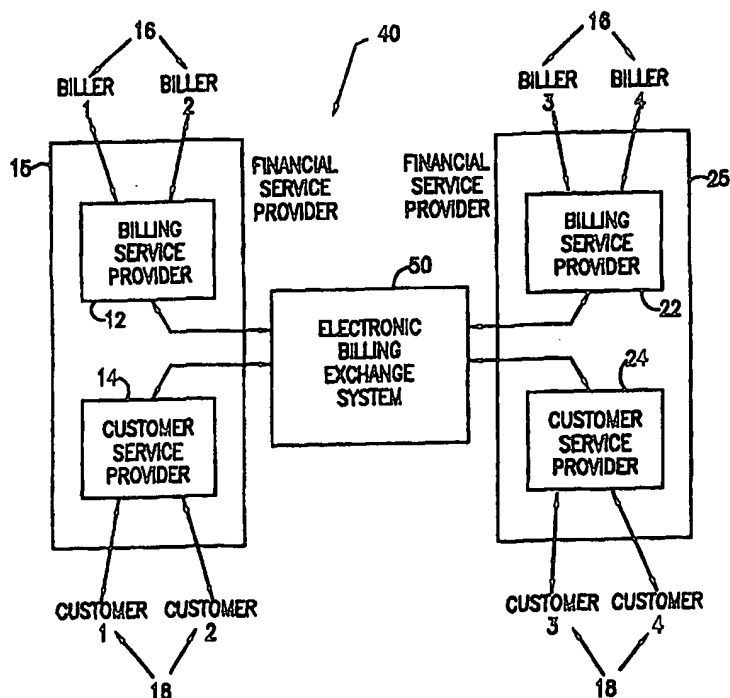 16
40
16
BILLER 1
BILLER 2
BILLER 3
BILLER 4
15
FINANCIAL
SERVICE
PROVIDER
FINANCIAL
SERVICE
PROVIDER
25
BILLING
SERVICE
PROVIDER
12
BILLING
SERVICE
PROVIDER
22
50
ELECTRONIC
BILLING
EXCHANGE
SYSTEM
14
CUSTOMER
SERVICE
PROVIDER
24
CUSTOMER
SERVICE
PROVIDER
CUSTOMER 1
CUSTOMER 2
CUSTOMER 3
CUSTOMER 4
18
18